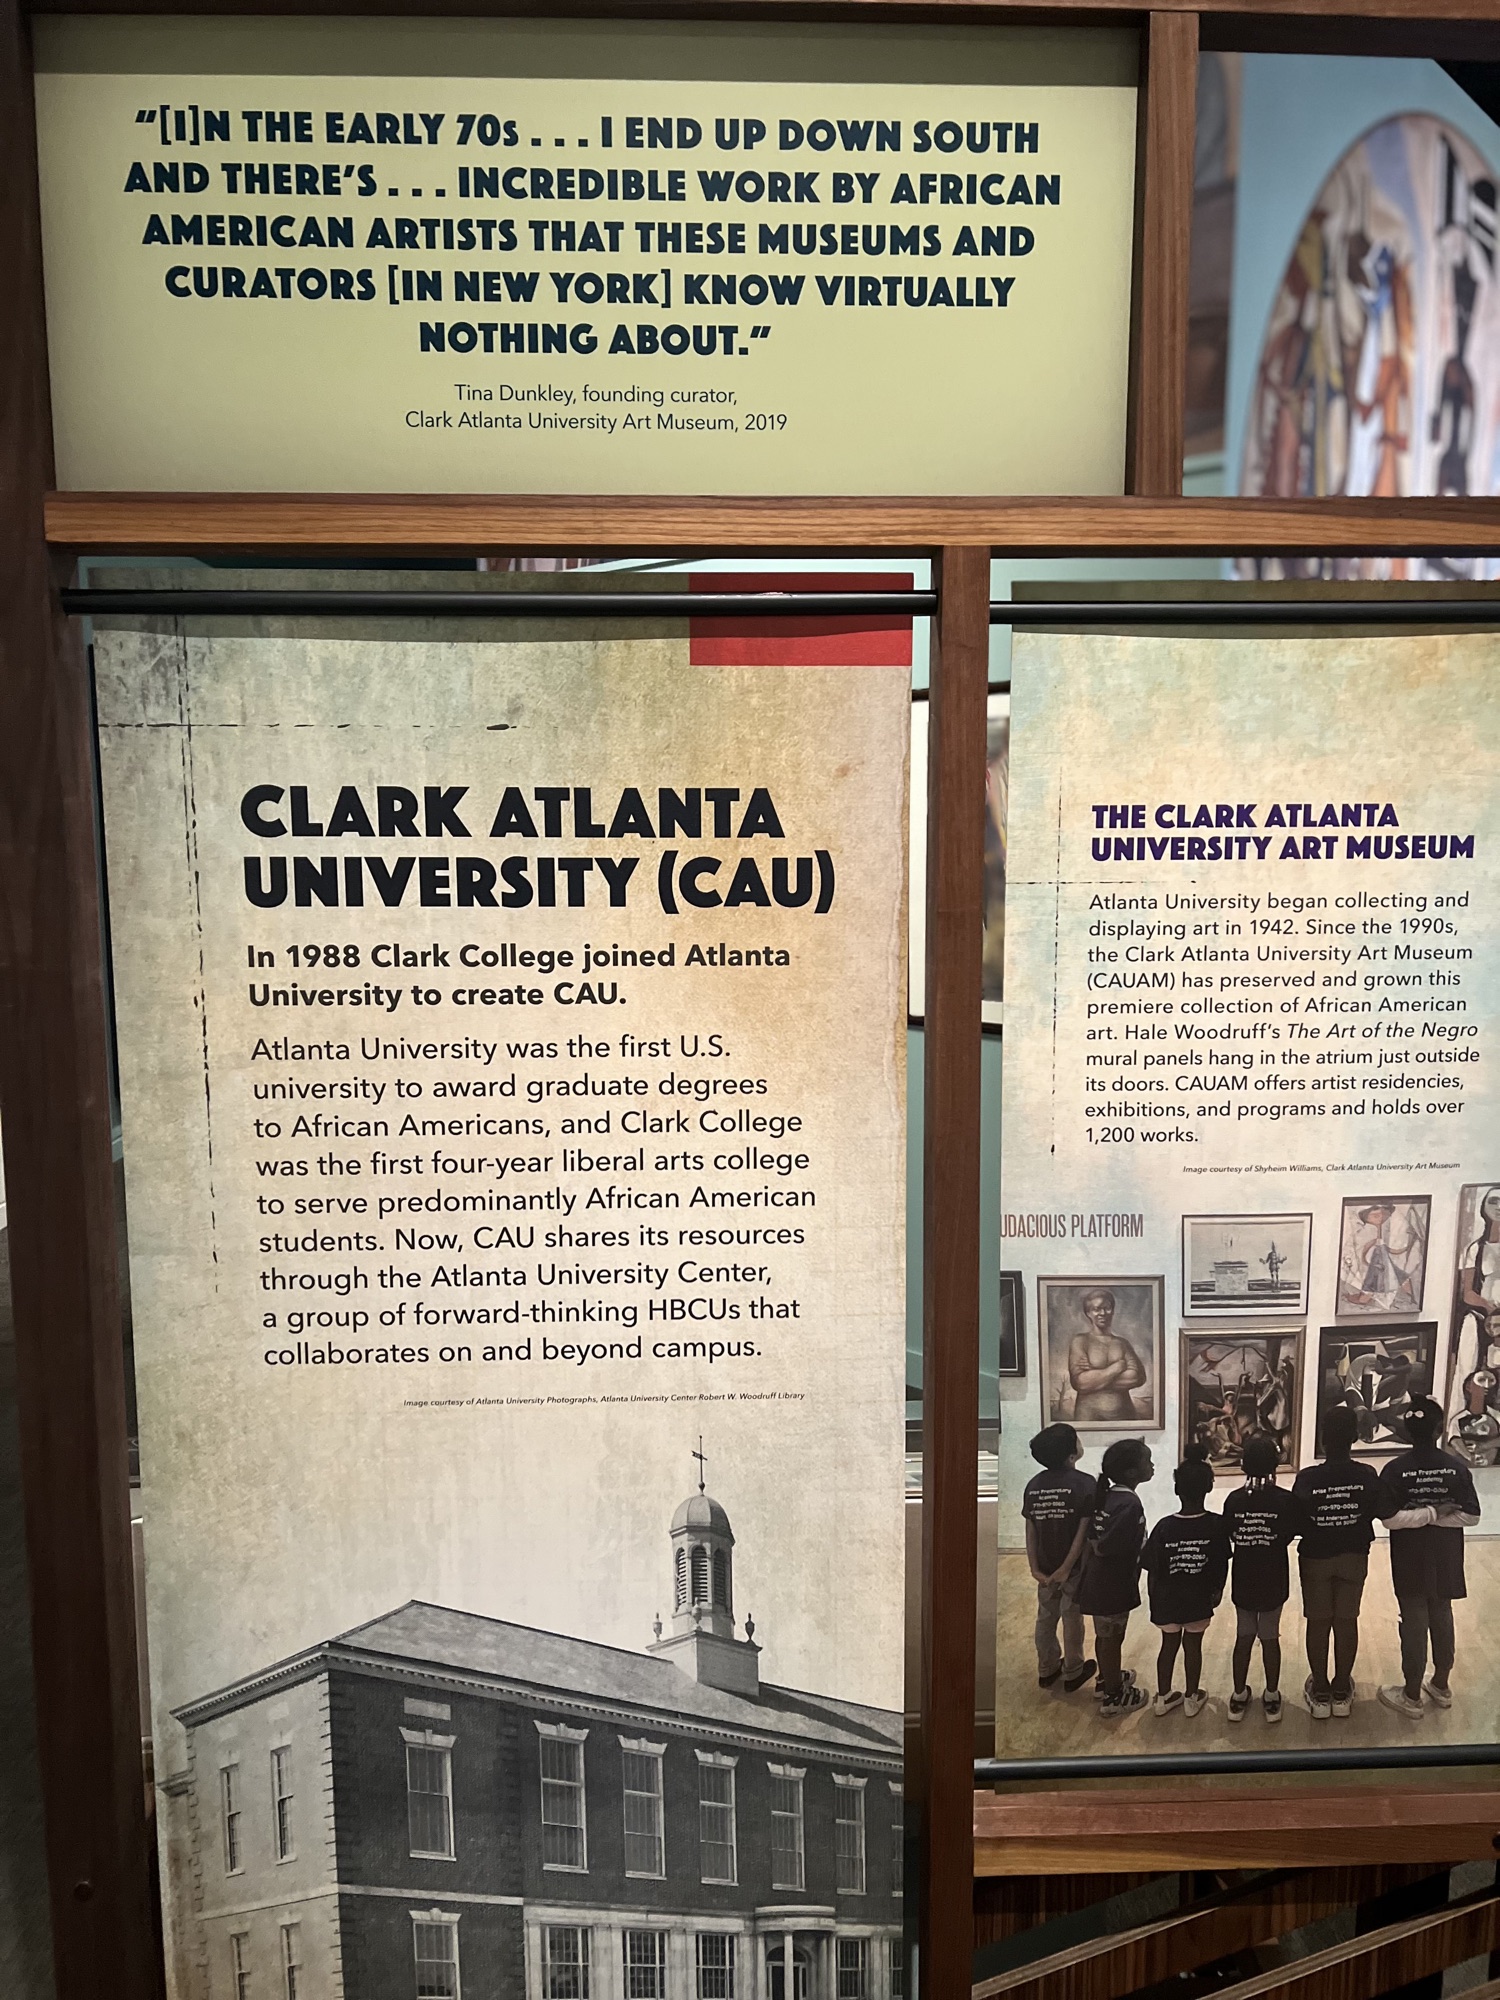 "[I]N THE EARLY 70s . . . I END UP DOWN SOUTH
AND THERE'S . . . INCREDIBLE WORK BY AFRICAN
AMERICAN ARTISTS THAT THESE MUSEUMS AND
CURATORS [IN NEW YORK] KNOW VIRTUALLY
NOTHING ABOUT."
Tina Dunkley, founding curator,
Clark Atlanta University Art Museum, 2019
CLARK ATLANTA
UNIVERSITY (CAU)
In 1988 Clark College joined Atlanta
University to create CAU.
Atlanta University was the first U.S.
university to award graduate degrees
to African Americans, and Clark College
was the first four-year liberal arts college
to serve predominantly African American
students. Now, CAU shares its resources
through the Atlanta University Center,
a group of forward-thinking HBCUs that
collaborates on and beyond campus.
Image courtesy of Atlanta University Photographs, Atlanta University Center Robert W. Woodruff Library
THE CLARK ATLANTA
UNIVERSITY ART MUSEUM
Atlanta University began collecting and
displaying art in 1942. Since the 1990s,
the Clark Atlanta University Art Museum
(CAUAM) has preserved and grown this
premiere collection of African American
art. Hale Woodruff's The Art of the Negro
mural panels hang in the atrium just outside
its doors. CAUAM offers artist residencies,
exhibitions, and programs and holds over
1,200 works.
Image courtesy of Shyheim Williams, Clark Atlanta University Art Museum
UDACIOUS PLATFORM
Arise Preparatory
Academy
770-970-0060